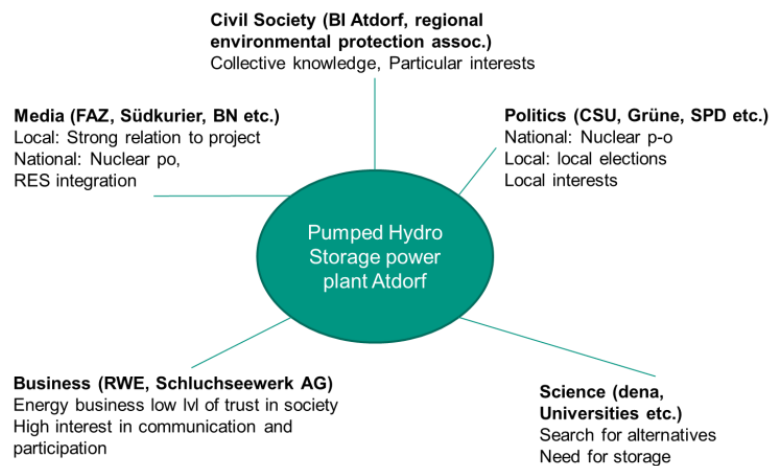 Civil Society (BI Atdorf, regional
environmental protection assoc.)
Collective knowledge, Particular interests
Media (FAZ, Südkurier, BN etc.)
Local: Strong relation to project
National: Nuclear po,
RES integration
Politics (CSU, Grüne, SPD etc.)
National: Nuclear p-o
Local: local elections
Local interests
Pumped Hydro
Storage power
plant Atdorf
Business (RWE, Schluchseewerk AG)
Energy business low lvl of trust in society
High interest in communication and
participation
Science (dena,
Universities etc.)
Search for alternatives
Need for storage